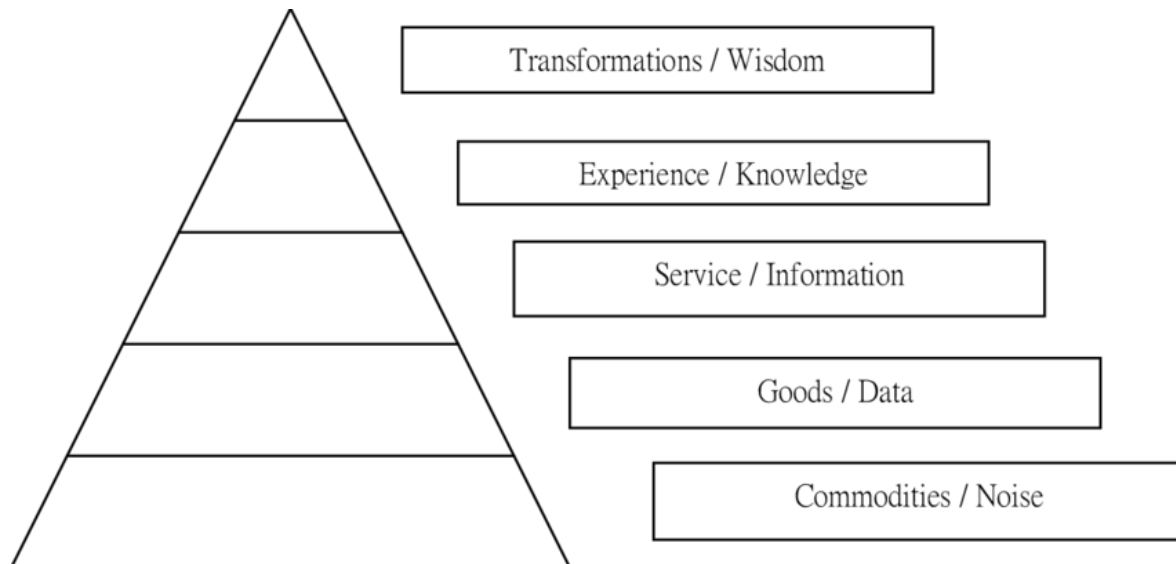 Transformations / Wisdom
Experience / Knowledge
Service / Information
Goods / Data
Commodities / Noise